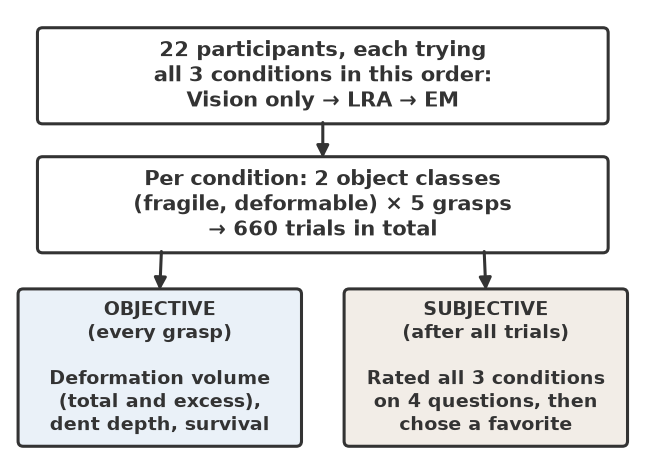 22 participants, each trying
all 3 conditions in this order:
Vision only → LRA → EM
Per condition: 2 object classes
(fragile, deformable) × 5 grasps
→ 660 trials in total
OBJECTIVE
(every grasp)
Deformation volume
(total and excess),
dent depth, survival
SUBJECTIVE
(after all trials)
Rated all 3 conditions
on 4 questions, then
chose a favorite